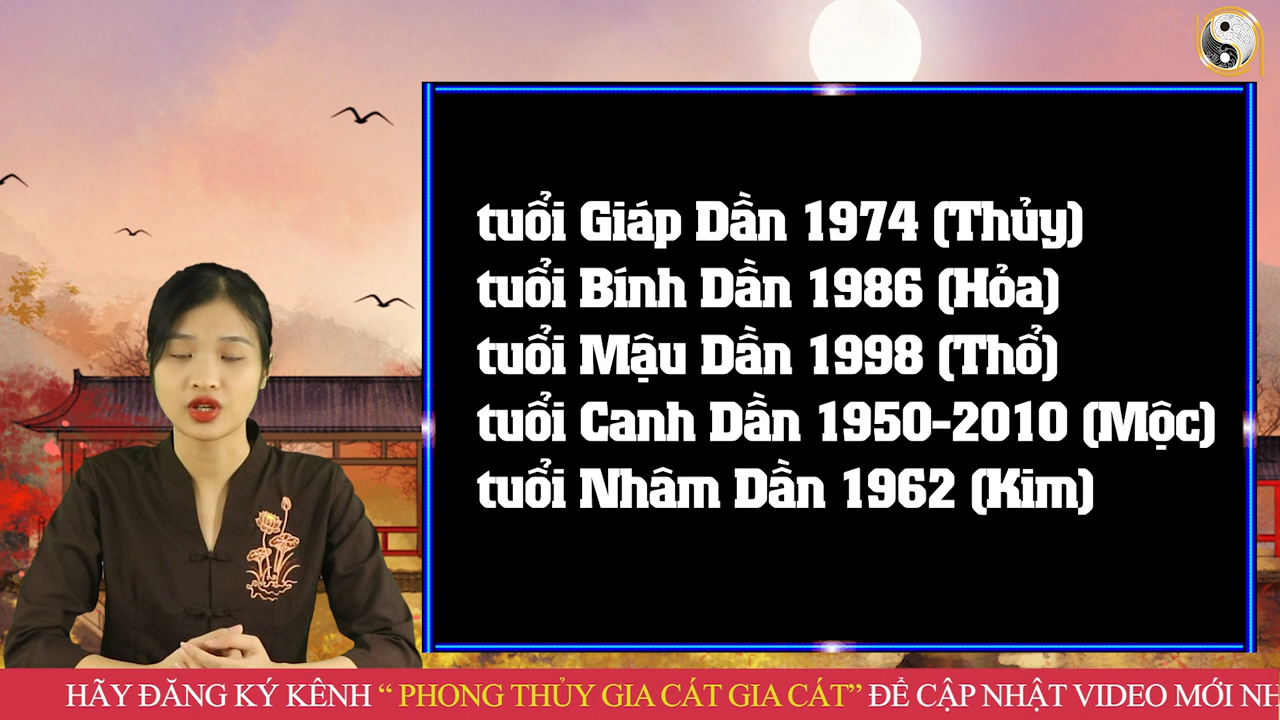 tuổi Giáp Dần 1974 (Thủy)
tuổi Bính Dần 1986 (Hỏa)
tuổi Mậu Dần 1998 (Thổ)
tuổi Canh Dần 1950-2010 (Mộc)
tuổi Nhâm Dần 1962 (Kim)
HÃY ĐĂNG KÝ KÊNH “ PHONG THỦY GIA CÁT GIA CÁT” ĐỂ CẬP NHẬT VIDEO MỚI NH